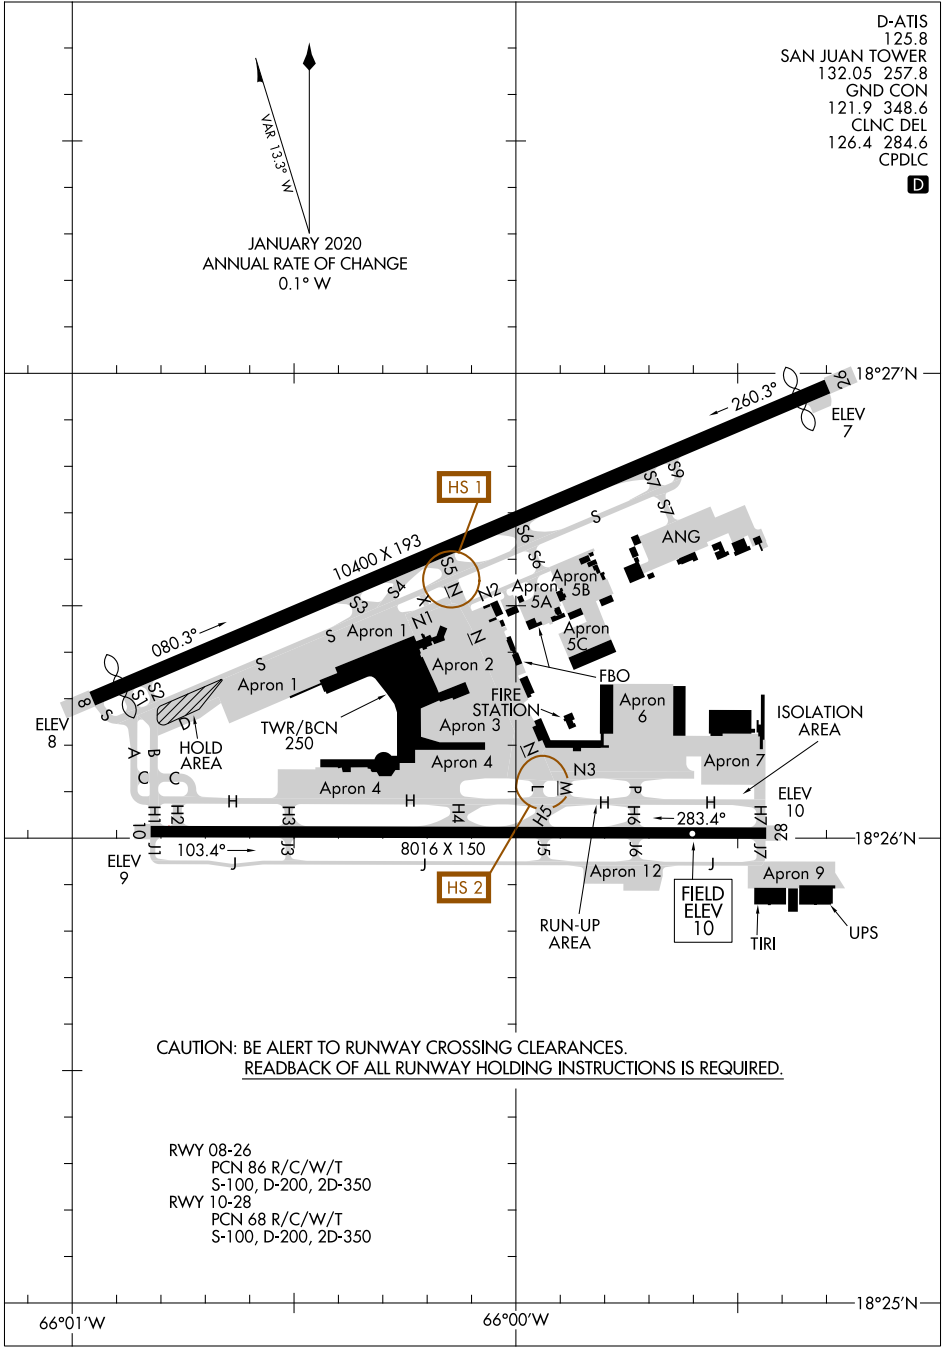 D-ATIS
125.8
SAN JUAN TOWER
132.05 257.8
GND CON
121.9 348.6
CLNC DEL
126.4 284.6
CPDLC
D
VAR 13.3° W
JANUARY 2020
ANNUAL RATE OF CHANGE
0.1° W
18°27'N
26
260.3°
ELEV
7
HS 1
S9
S7
S7
S
S6
S6
ANG
10400 X 193
S5
N
S4
S3
X
N1
N2
N
Apron
5A
Apron
5B
Apron
5C
Apron 1
080.3°
S
S
Apron 1
Apron 2
FBO
8
S
S1
S2
D
HOLD
AREA
ELEV
8
TWR/BCN
250
FIRE
STATION
Apron 3
Apron
6
ISOLATION
AREA
A
B
C
C
Apron 4
Apron 4
N
N3
Apron 7
L
M
P
ELEV
10
H
H
H
H
H1
H2
H3
H4
H5
H6
H7
10
28
283.4°
103.4°
8016 X 150
ELEV
9
J1
J
J3
J
J5
J6
J
J7
HS 2
Apron 12
Apron 9
FIELD
ELEV
10
RUN-UP
AREA
TIRI
UPS
CAUTION: BE ALERT TO RUNWAY CROSSING CLEARANCES.
READBACK OF ALL RUNWAY HOLDING INSTRUCTIONS IS REQUIRED.
18°26'N
RWY 08-26
PCN 86 R/C/W/T
S-100, D-200, 2D-350
RWY 10-28
PCN 68 R/C/W/T
S-100, D-200, 2D-350
18°25'N
66°01'W
66°00'W